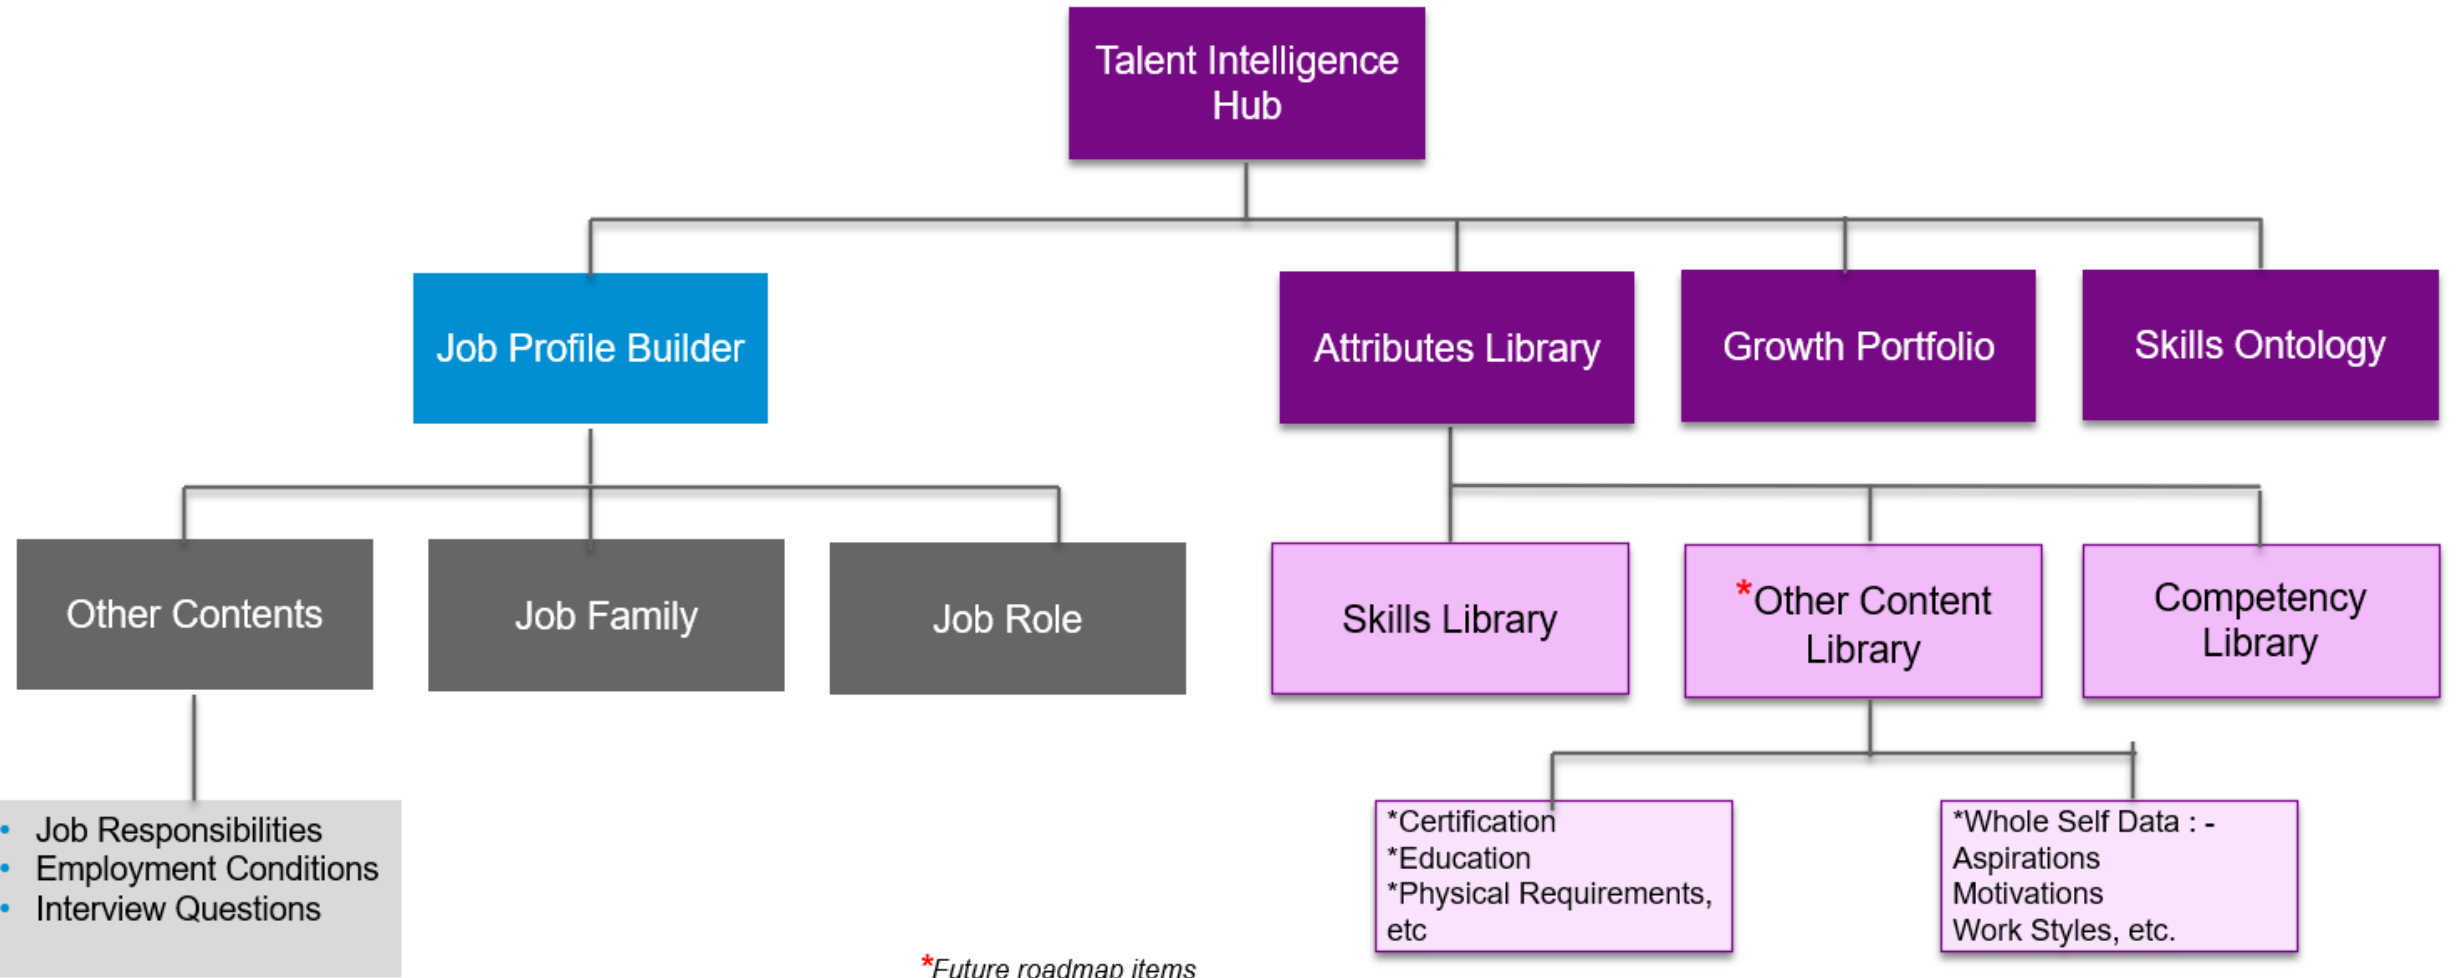 Talent Intelligence
Hub
Job Profile Builder
Attributes Library
Growth Portfolio
Skills Ontology
Other Contents
Job Family
Job Role
Skills Library
*Other Content
Library
Competency
Library
• Job Responsibilities
• Employment Conditions
• Interview Questions
*Certification
*Education
*Physical Requirements,
etc
*Whole Self Data : -
Aspirations
Motivations
Work Styles, etc.
*Future roadmap items